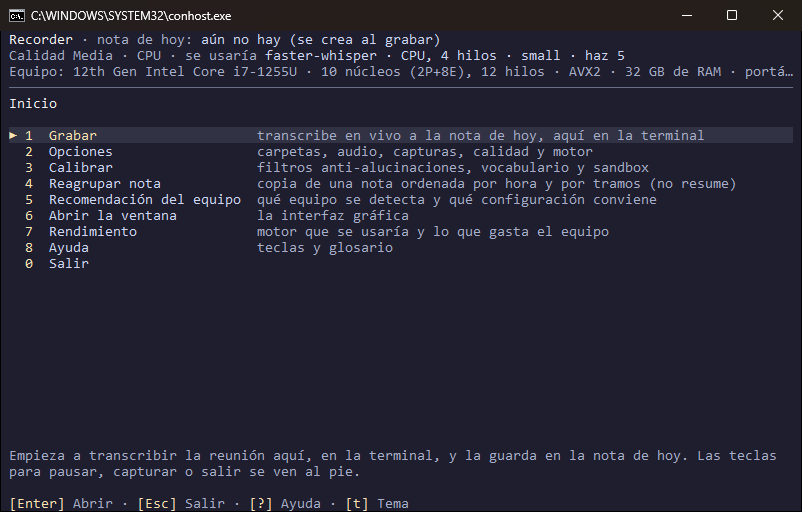 C:\WINDOWS\SYSTEM32\conhost.exe
Recorder · nota de hoy: aún no hay (se crea al grabar)
Calidad Media · CPU · se usaría faster-whisper · CPU, 4 hilos · small · haz 5
Equipo: 12th Gen Intel Core i7-1255U · 10 núcleos (2P+8E), 12 hilos · AVX2 · 32 GB de RAM · portá…
Inicio
► 1 Grabar transcribe en vivo a la nota de hoy, aquí en la terminal
2 Opciones carpetas, audio, capturas, calidad y motor
3 Calibrar filtros anti-alucinaciones, vocabulario y sandbox
4 Reagrupar nota copia de una nota ordenada por hora y por tramos (no resume)
5 Recomendación del equipo qué equipo se detecta y qué configuración conviene
6 Abrir la ventana la interfaz gráfica
7 Rendimiento motor que se usaría y lo que gasta el equipo
8 Ayuda teclas y glosario
0 Salir
Empieza a transcribir la reunión aquí, en la terminal, y la guarda en la nota de hoy. Las teclas
para pausar, capturar o salir se ven al pie.
[Enter] Abrir · [Esc] Salir · [?] Ayuda · [t] Tema